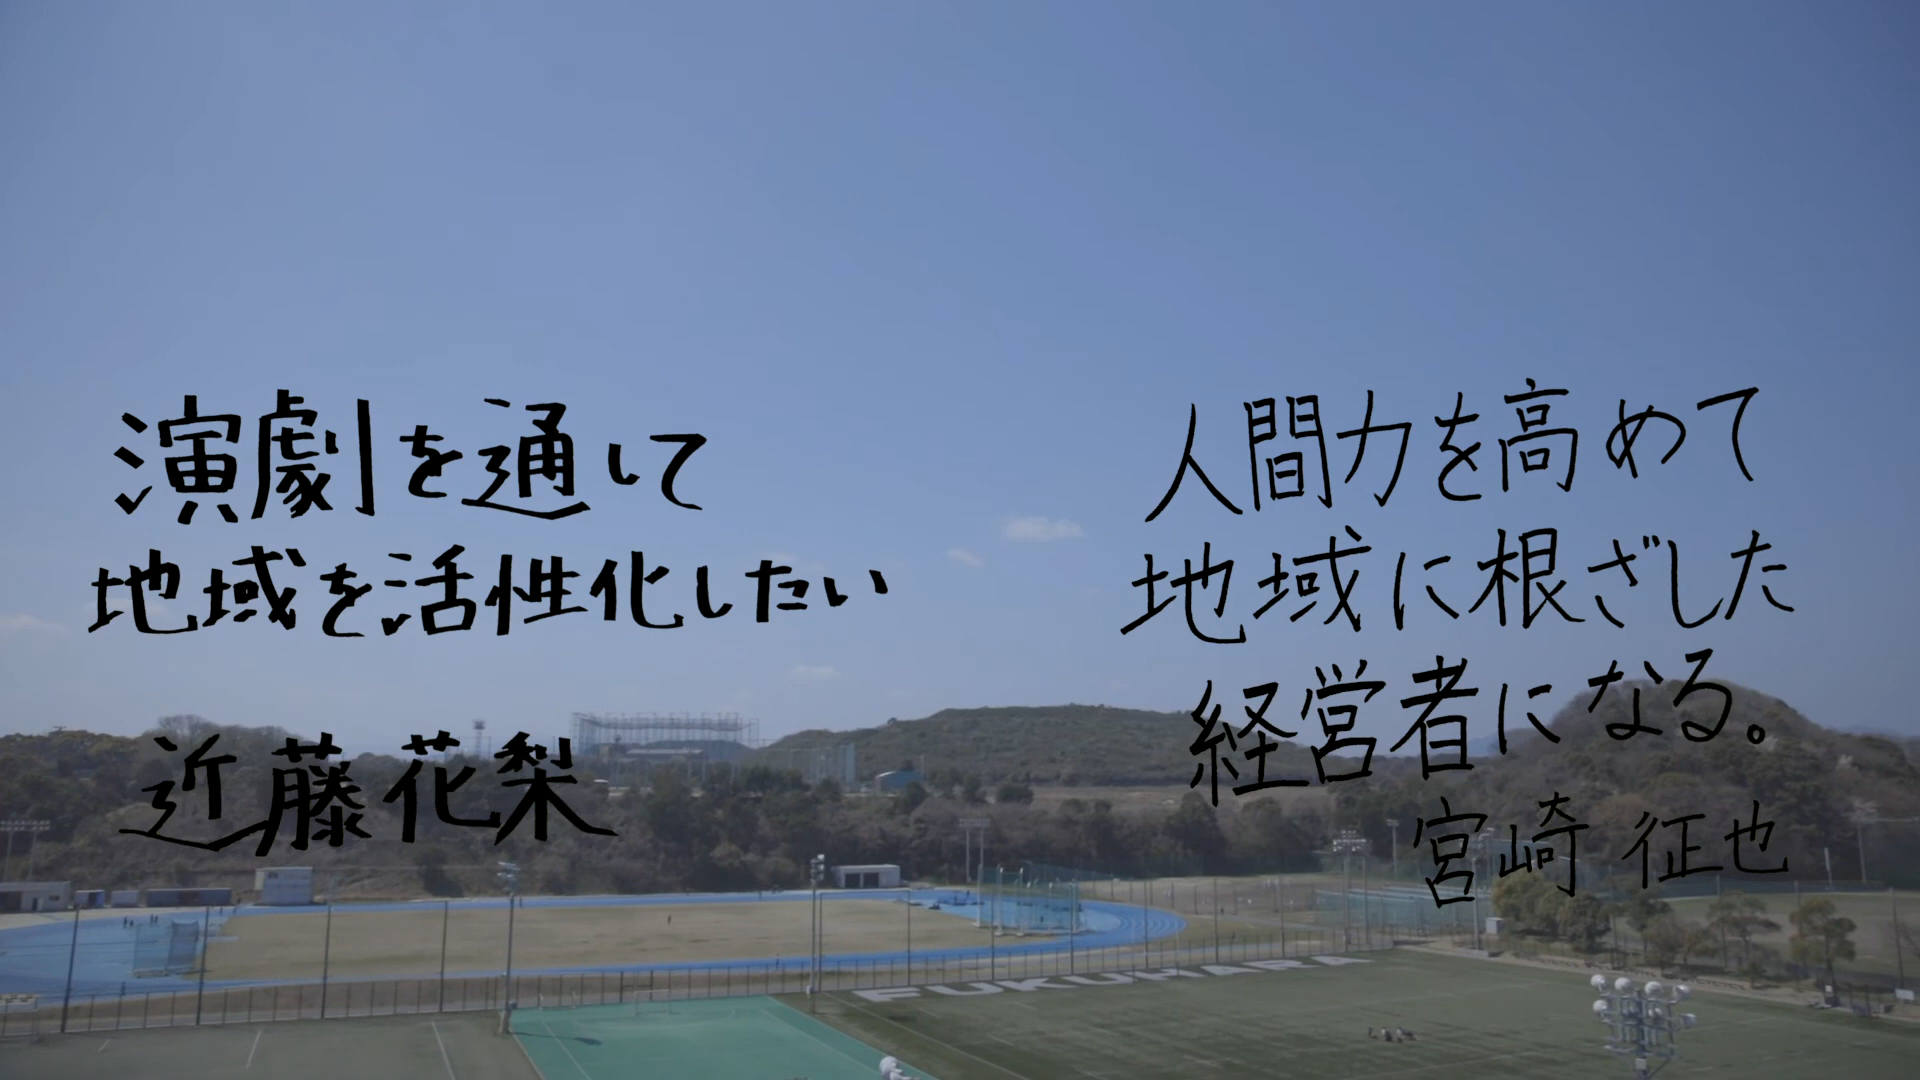 演劇を通して
地域を活性化したい
近藤花梨
人間力を高めて
地域に根ざした
経営者になる。
宮崎 征也
FUKUHARA